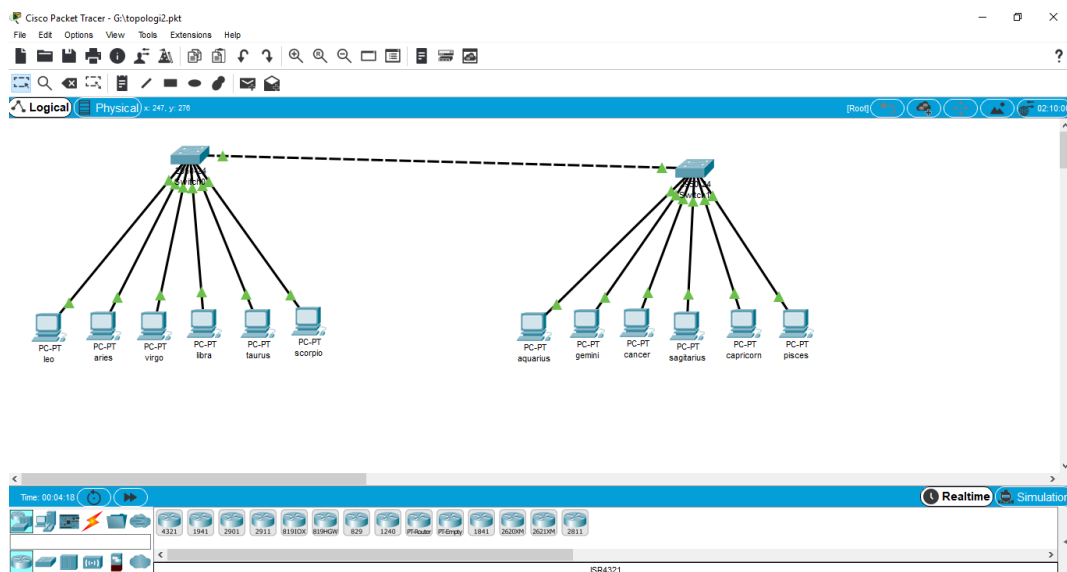 Cisco Packet Tracer - G:\topologi2.pkt
File Edit Options View Tools Extensions Help
?
Logical Physical x: 247, y: 276 [Root] 02:10:00
Switch0
Switch1
PC-PT leo
PC-PT aries
PC-PT virgo
PC-PT libra
PC-PT taurus
PC-PT scorpio
PC-PT aquarius
PC-PT gemini
PC-PT cancer
PC-PT sagitarius
PC-PT capricorn
PC-PT pisces
Time: 00:04:18 Realtime Simulation
4321 1941 2901 2911 819IOX 819HGW 829 1240 PT-Router PT-Empty 1841 2620XM 2621XM 2811
ISR4321